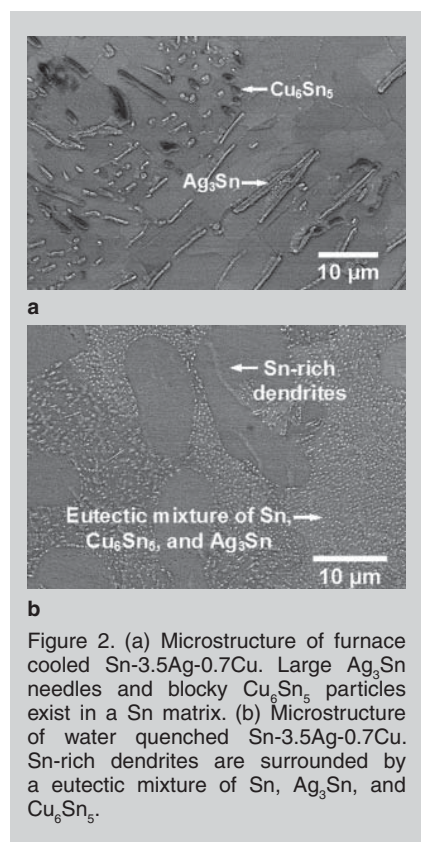 Cu₆Sn₅
Ag₃Sn
10 µm
a
Sn-rich
dendrites
Eutectic mixture of Sn,
Cu₆Sn₅, and Ag₃Sn
10 µm
b
Figure 2. (a) Microstructure of furnace
cooled Sn-3.5Ag-0.7Cu. Large Ag₃Sn
needles and blocky Cu₆Sn₅ particles
exist in a Sn matrix. (b) Microstructure
of water quenched Sn-3.5Ag-0.7Cu.
Sn-rich dendrites are surrounded by
a eutectic mixture of Sn, Ag₃Sn, and
Cu₆Sn₅.